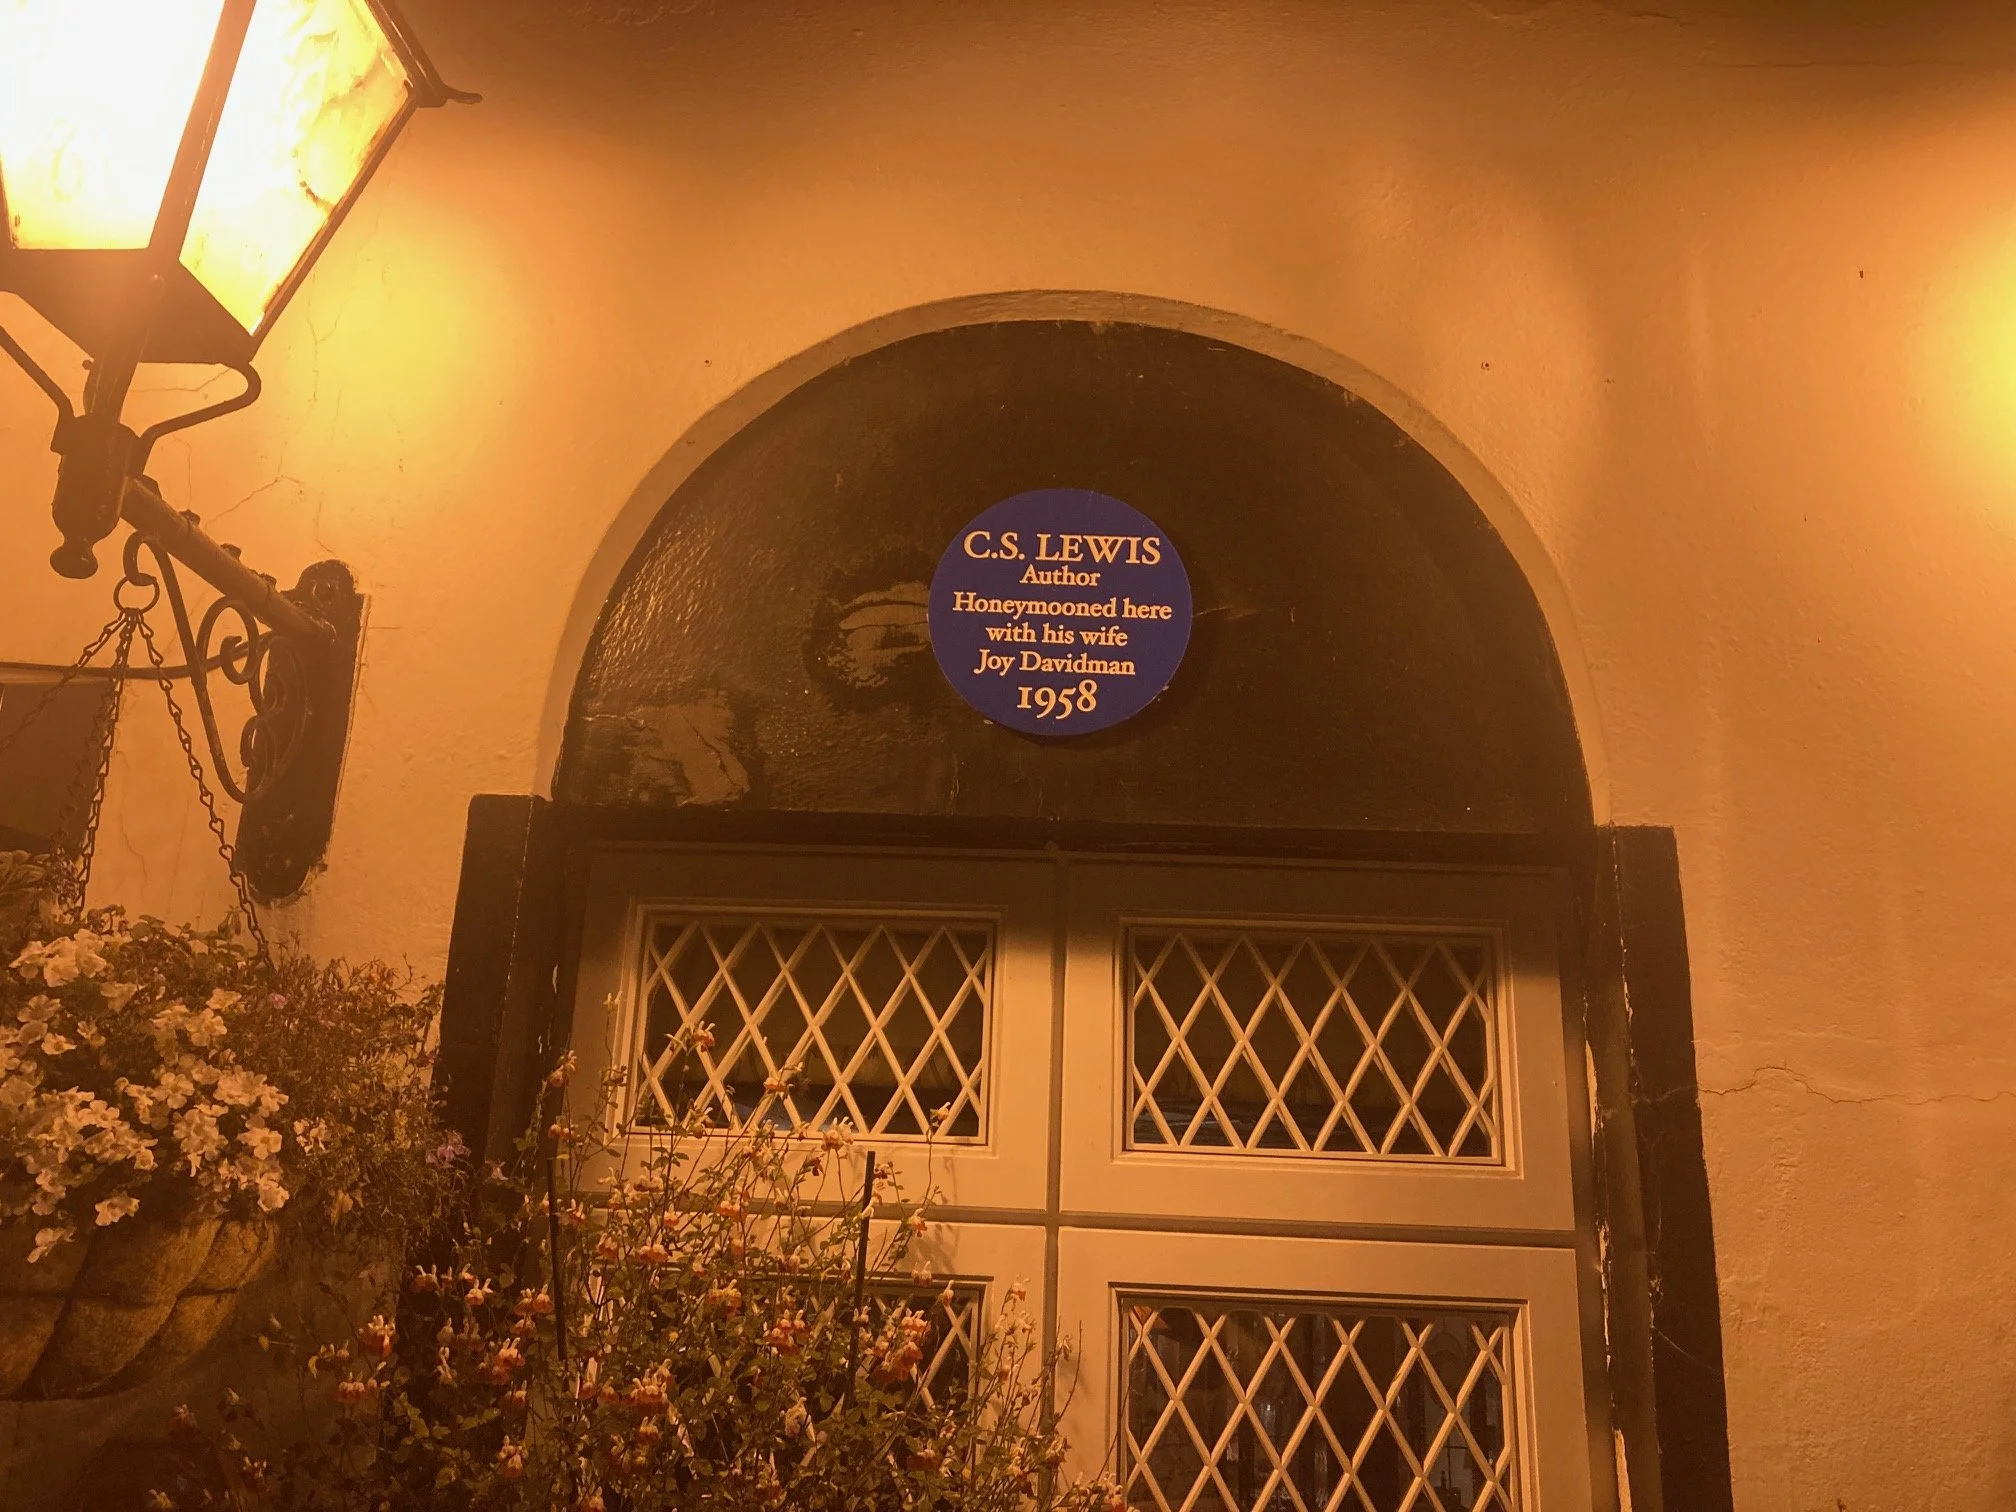 C.S. LEWIS
Author
Honeymooned here
with his wife
Joy Davidman
1958